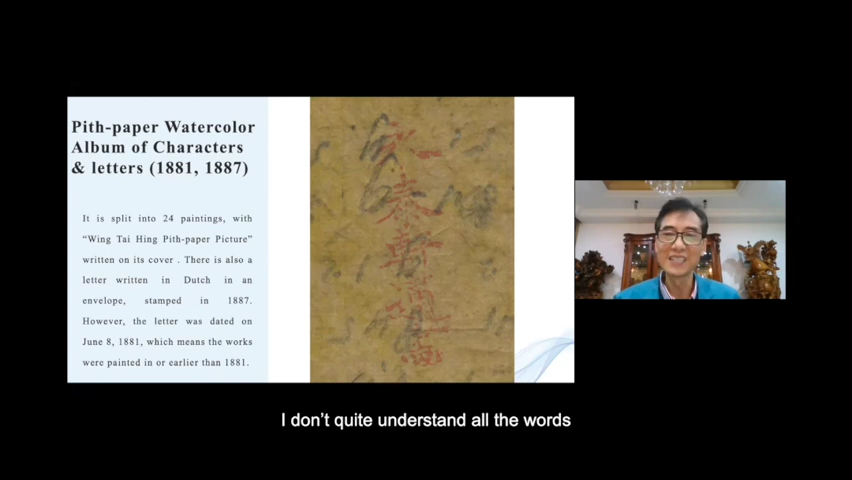 Pith-paper Watercolor
Album of Characters
& letters (1881, 1887)
It is split into 24 paintings, with
“Wing Tai Hing Pith-paper Picture”
written on its cover . There is also a
letter written in Dutch in an
envelope, stamped in 1887.
However, the letter was dated on
June 8, 1881, which means the works
were painted in or earlier than 1881.
泰
I don’t quite understand all the words